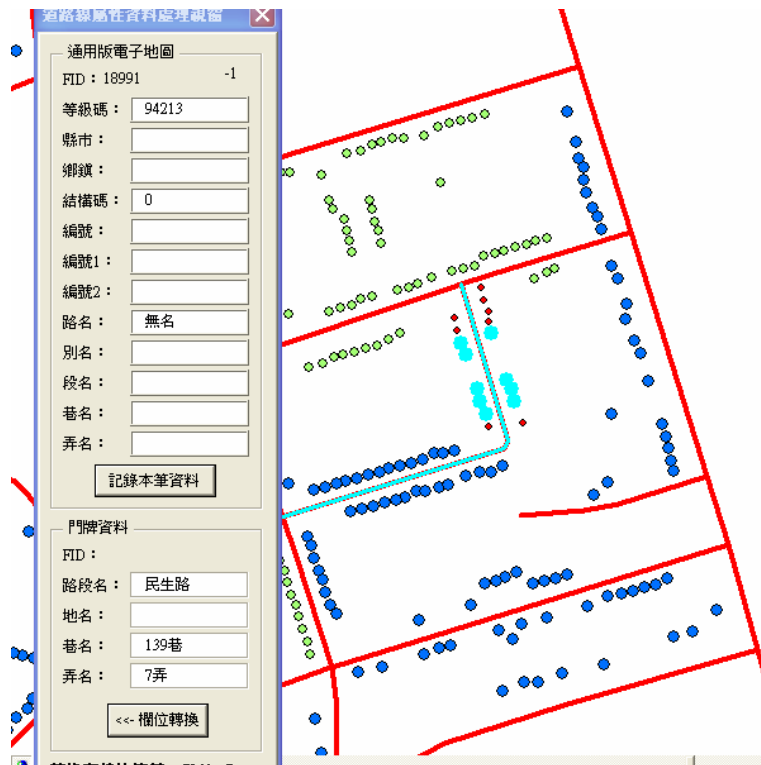 道路線屬性資料處理視窗
通用版電子地圖
FID：18991 -1
等級碼： 94213
縣市：
鄉鎮：
結構碼： 0
編號：
編號1：
編號2：
路名： 無名
別名：
段名：
巷名：
弄名：
記錄本筆資料
門牌資料
FID：
路段名： 民生路
地名：
巷名： 139巷
弄名： 7弄
<<- 欄位轉換